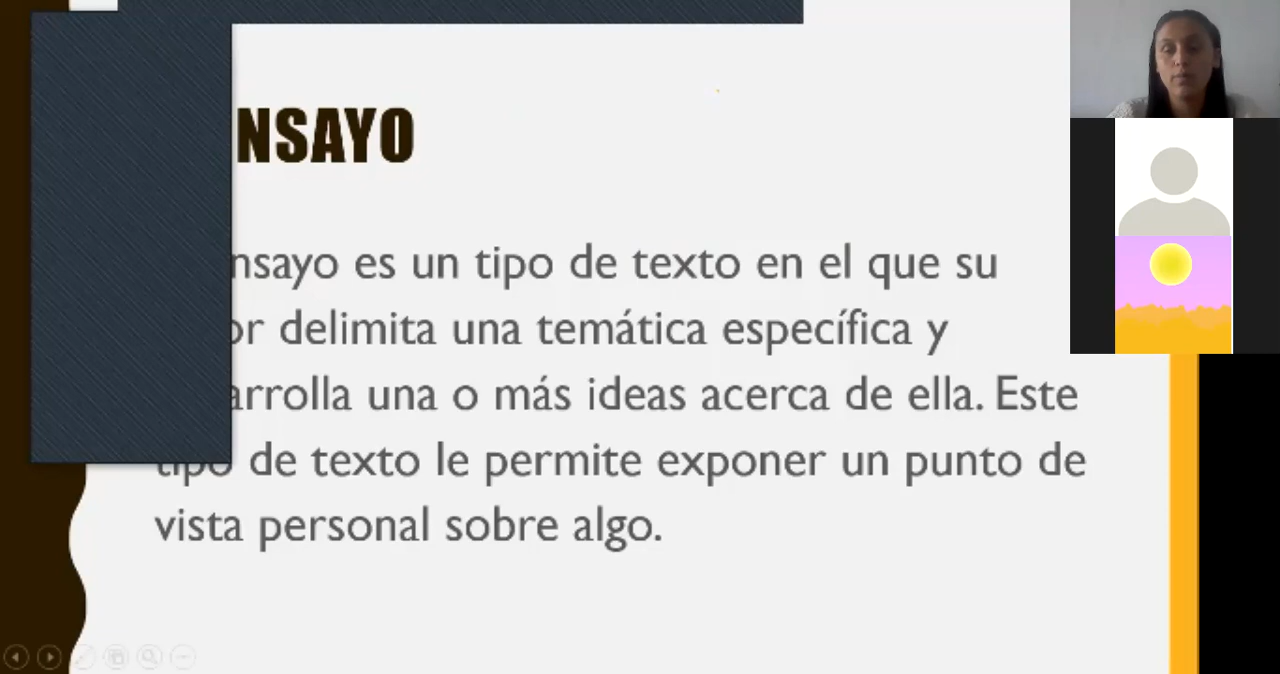 NSAYO
nsayo es un tipo de texto en el que su
or delimita una temática específica y
arrolla una o más ideas acerca de ella. Este
tipo de texto le permite exponer un punto de
vista personal sobre algo.